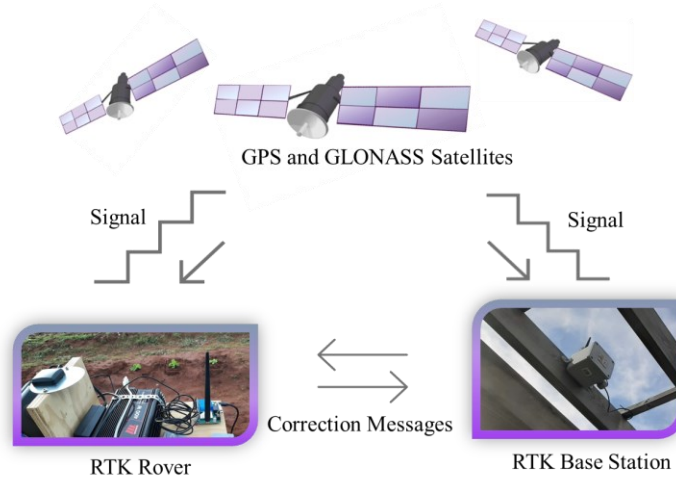 GPS and GLONASS Satellites
Signal
Signal
Correction Messages
RTK Rover
RTK Base Station